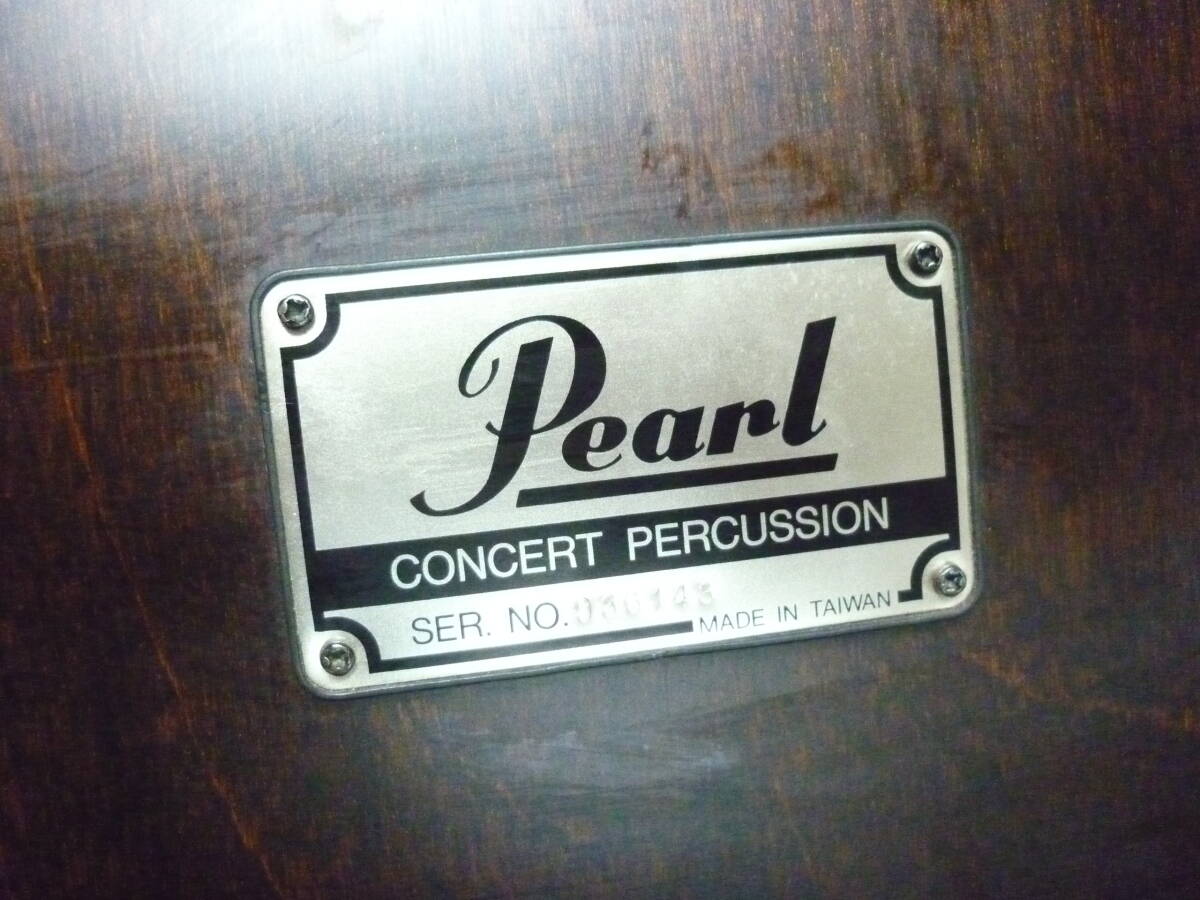 Pearl
CONCERT PERCUSSION
SER. NO.
MADE IN TAIWAN